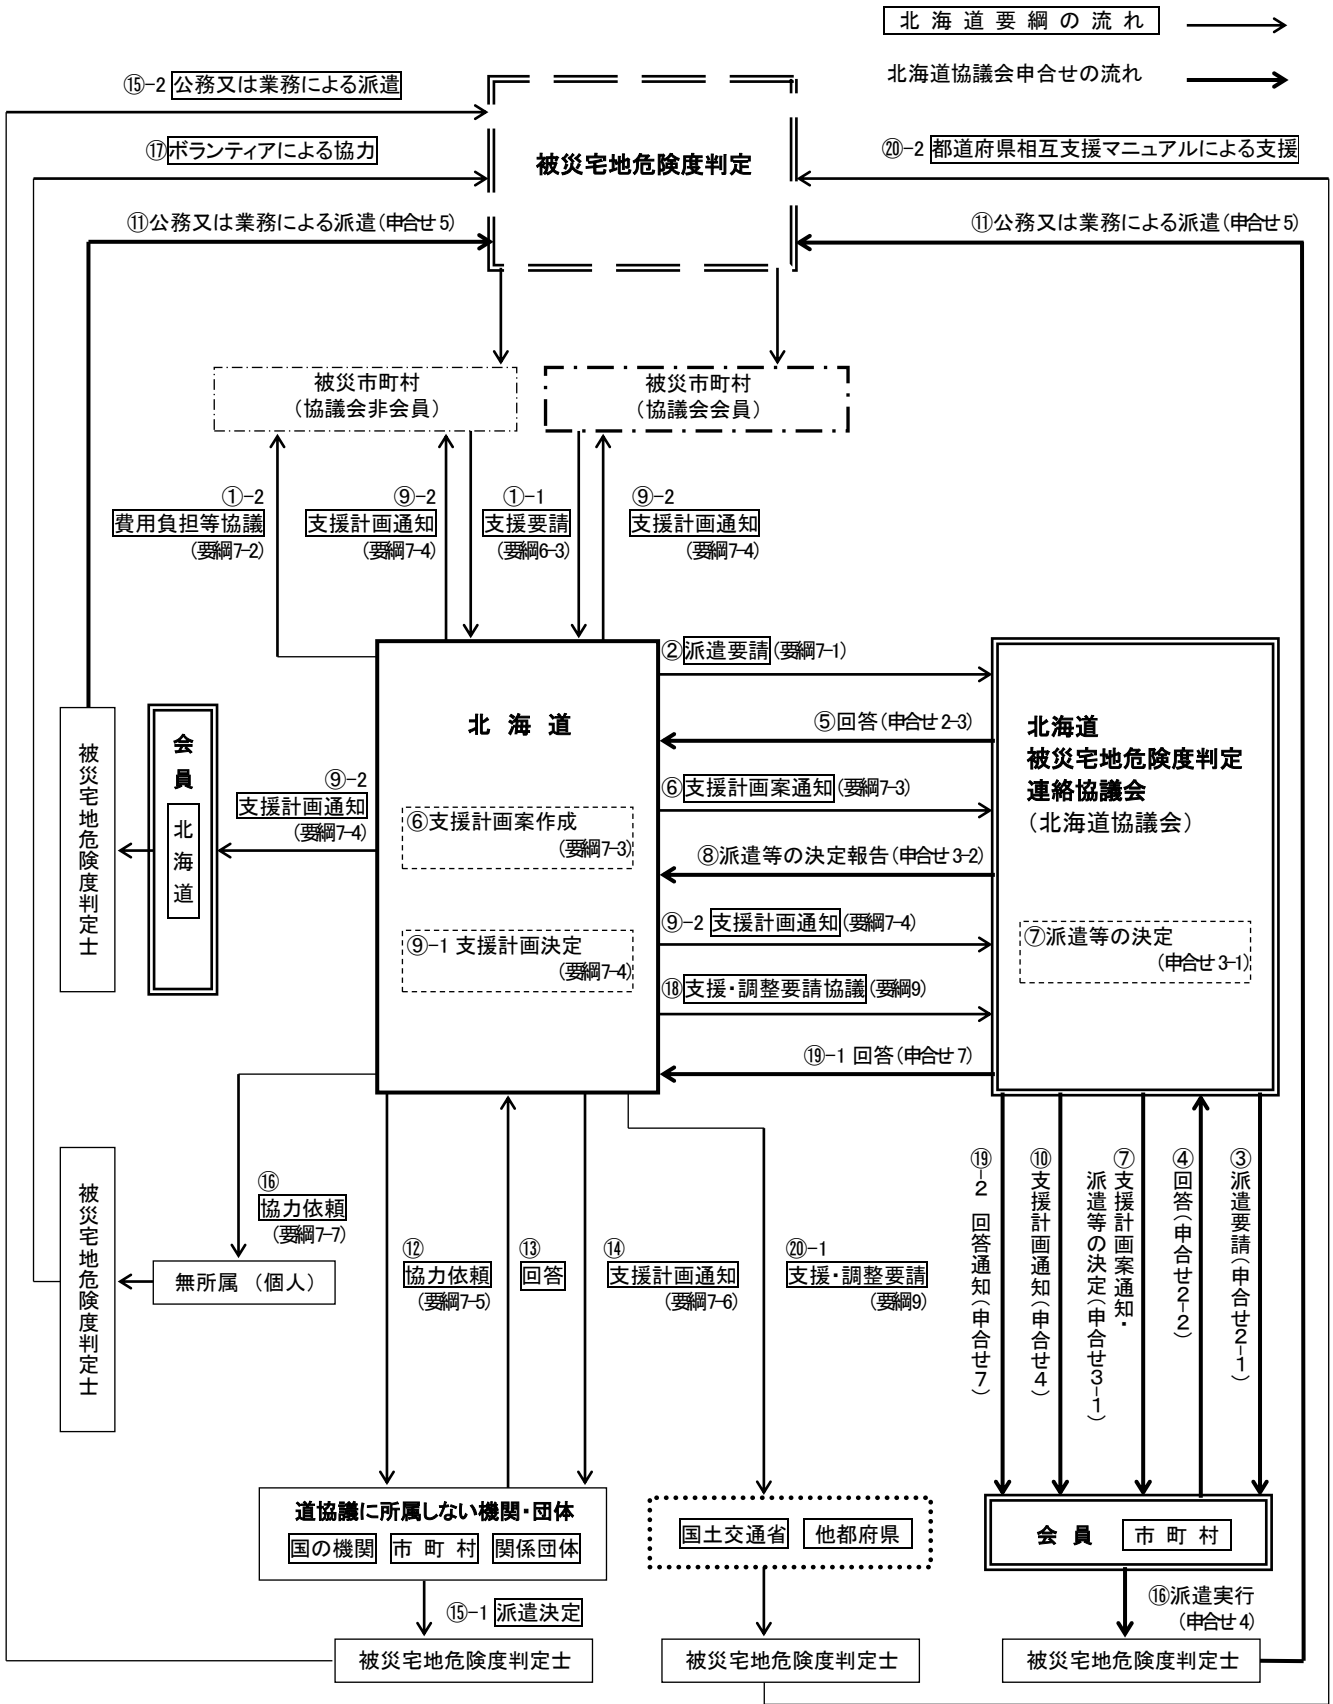 北海道要綱の流れ
北海道協議会申合せの流れ
⑮-2 公務又は業務による派遣
⑰ボランティアによる協力
被災宅地危険度判定
⑳-2 都道府県相互支援マニュアルによる支援
⑪公務又は業務による派遣(申合せ5)
⑪公務又は業務による派遣(申合せ5)
被災市町村
(協議会非会員)
被災市町村
(協議会会員)
①-2
費用負担等協議
(要綱7-2)
⑨-2
支援計画通知
(要綱7-4)
①-1
支援要請
(要綱6-3)
⑨-2
支援計画通知
(要綱7-4)
北海道
⑥支援計画案作成
(要綱7-3)
⑨-1 支援計画決定
(要綱7-4)
②派遣要請(要綱7-1)
⑤回答(申合せ2-3)
⑥支援計画案通知(要綱7-3)
⑧派遣等の決定報告(申合せ3-2)
⑨-2 支援計画通知(要綱7-4)
⑱支援・調整要請協議(要綱9)
⑲-1 回答(申合せ7)
北海道
被災宅地危険度判定
連絡協議会
(北海道協議会)
⑦派遣等の決定
(申合せ3-1)
被災宅地危険度判定士
会員
北海道
⑨-2
支援計画通知
(要綱7-4)
被災宅地危険度判定士
⑯
協力依頼
(要綱7-7)
無所属 (個人)
⑫
協力依頼
(要綱7-5)
⑬
回答
⑭
支援計画通知
(要綱7-6)
⑳-1
支援・調整要請
(要綱9)
⑲-2 回答通知(申合せ7)
⑩支援計画通知(申合せ4)
⑦支援計画案通知・
派遣等の決定(申合せ3-1)
④回答(申合せ2-2)
③派遣要請(申合せ2-1)
道協議に所属しない機関・団体
国の機関 市町村 関係団体
国土交通省 他都府県
会員 市町村
⑮-1 派遣決定
⑯派遣実行
(申合せ4)
被災宅地危険度判定士
被災宅地危険度判定士
被災宅地危険度判定士